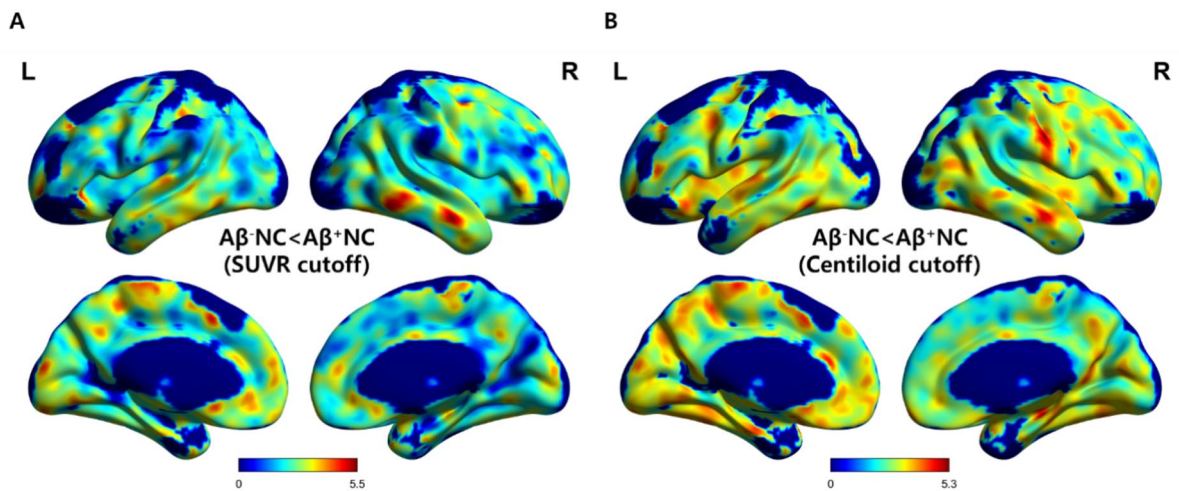 A
B
L
R
L
R
Aβ⁻NC<Aβ⁺NC
(SUVR cutoff)
Aβ⁻NC<Aβ⁺NC
(Centiloid cutoff)
0
5.5
0
5.3